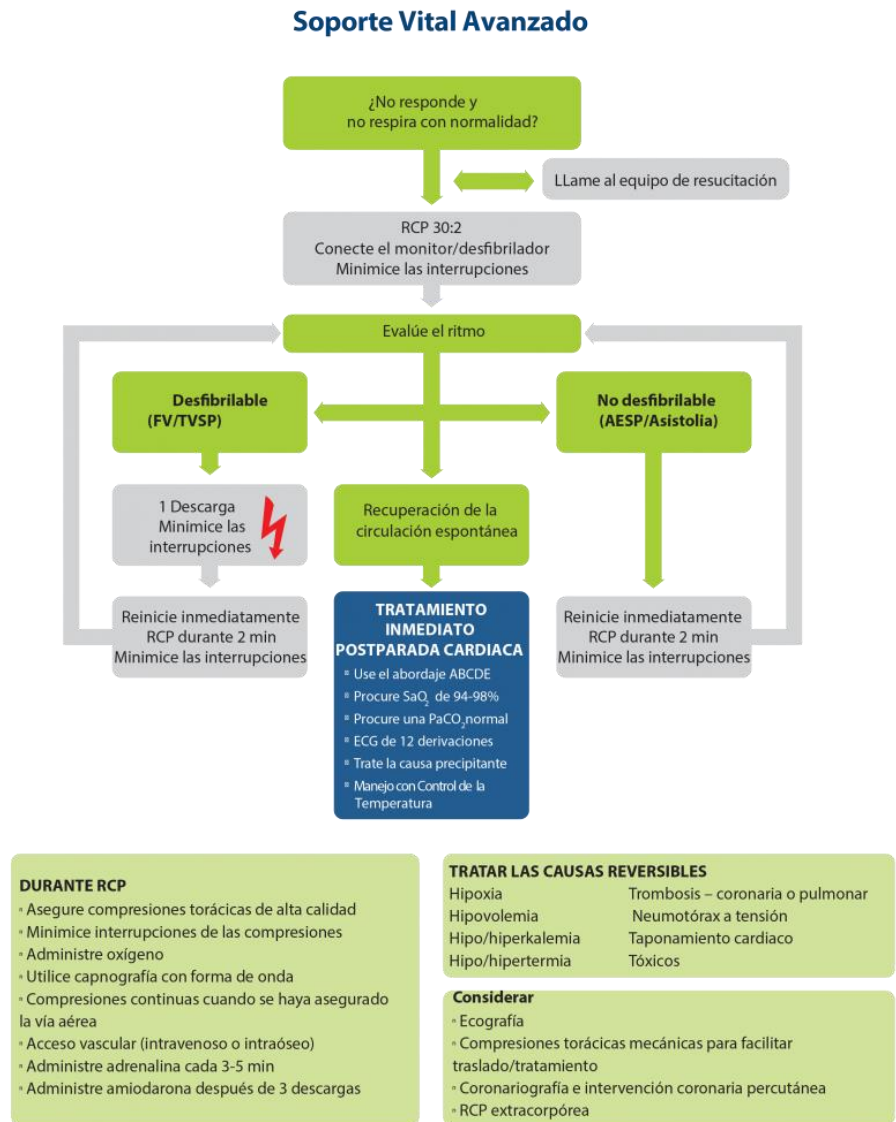 Soporte Vital Avanzado
¿No responde y
no respira con normalidad?
LLame al equipo de resucitación
RCP 30:2
Conecte el monitor/desfibrilador
Minimice las interrupciones
Evalúe el ritmo
Desfibrilable
(FV/TVSP)
No desfibrilable
(AESP/Asistolia)
1 Descarga
Minimice las
interrupciones
Recuperación de la
circulación espontánea
Reinicie inmediatamente
RCP durante 2 min
Minimice las interrupciones
TRATAMIENTO
INMEDIATO
POSTPARADA CARDIACA
▫ Use el abordaje ABCDE
▫ Procure SaO₂ de 94-98%
▫ Procure una PaCO₂normal
▫ ECG de 12 derivaciones
▫ Trate la causa precipitante
▫ Manejo con Control de la
Temperatura
Reinicie inmediatamente
RCP durante 2 min
Minimice las interrupciones
DURANTE RCP
▫ Asegure compresiones torácicas de alta calidad
▫ Minimice interrupciones de las compresiones
▫ Administre oxígeno
▫ Utilice capnografía con forma de onda
▫ Compresiones continuas cuando se haya asegurado
la vía aérea
▫ Acceso vascular (intravenoso o intraóseo)
▫ Administre adrenalina cada 3-5 min
▫ Administre amiodarona después de 3 descargas
TRATAR LAS CAUSAS REVERSIBLES
Hipoxia Trombosis – coronaria o pulmonar
Hipovolemia Neumotórax a tensión
Hipo/hiperkalemia Taponamiento cardiaco
Hipo/hipertermia Tóxicos
Considerar
▫ Ecografía
▫ Compresiones torácicas mecánicas para facilitar
traslado/tratamiento
▫ Coronariografía e intervención coronaria percutánea
▫ RCP extracorpórea